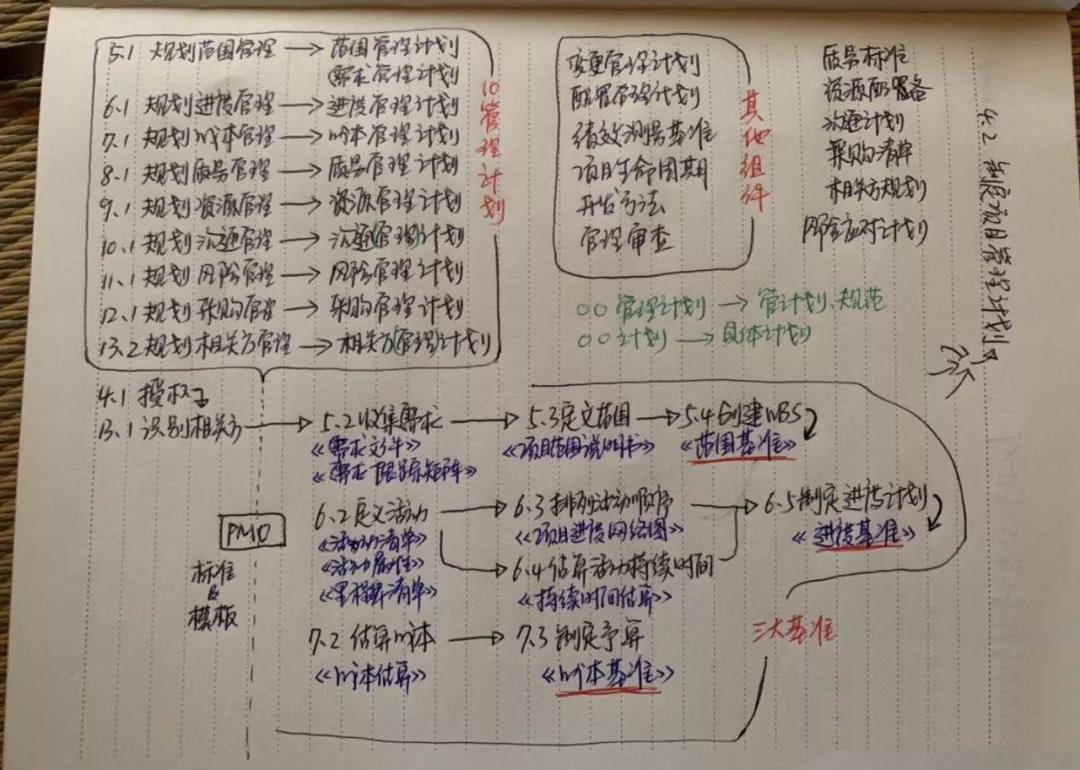 5.1 规划范围管理 → 范围管理计划
需求管理计划
6.1 规划进度管理 → 进度管理计划
7.1 规划成本管理 → 成本管理计划
8.1 规划质量管理 → 质量管理计划
9.1 规划资源管理 → 资源管理计划
10.1 规划沟通管理 → 沟通(管理)计划
11.1 规划风险管理 → 风险管理计划
12.1 规划采购管理 → 采购管理计划
13.2 规划相关方管理 → 相关方(管理)计划
10管理计划
变更管理计划
配置管理计划
绩效测量基准
项目生命周期
开发方法
管理审查
其他组件
质量标准
资源配置
沟通计划
采购清单
相关方规划
风险应对计划
4.2 制定项目管理计划
○○管理计划 → 管计划、规范
○○计划 → 具体计划
4.1 授权
13.1 识别相关方 → 5.2 收集需求 → 5.3 定义范围 → 5.4 创建WBS
《需求文件》
《需求跟踪矩阵》
《项目范围说明书》
《范围基准》
6.2 定义活动 → 6.3 排列活动顺序 → 6.5 制定进度计划
《活动清单》
《活动属性》
《里程碑清单》
《项目进度网络图》
《进度基准》
→ 6.4 估算活动持续时间
《持续时间估算》
PMO
标准
&
模板
7.2 估算成本 → 7.3 制定预算
《成本估算》
《成本基准》
三大基准